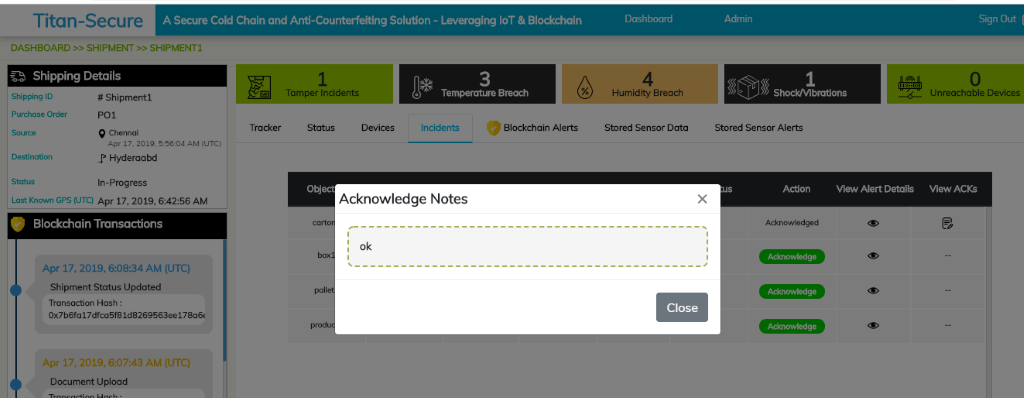 Titan-Secure
A Secure Cold Chain and Anti-Counterfeiting Solution - Leveraging IoT & Blockchain
Dashboard
Admin
Sign Out
DASHBOARD >> SHIPMENT >> SHIPMENT1
Shipping Details
Shipping ID # Shipment1
Purchase Order PO1
Source Chennai
Apr 17, 2019, 5:56:04 AM (UTC)
Destination Hyderaabd
Status In-Progress
Last Known GPS (UTC) Apr 17, 2019, 6:42:56 AM
Blockchain Transactions
Apr 17, 2019, 6:08:34 AM (UTC)
Shipment Status Updated
Transaction Hash :
0x7b6fa17dfca5f81d8269563ee178a6e
Apr 17, 2019, 6:07:43 AM (UTC)
Document Upload
Transaction Hash :
1
Tamper Incidents
3
Temperature Breach
4
Humidity Breach
1
Shock/Vibrations
0
Unreachable Devices
Tracker Status Devices Incidents Blockchain Alerts Stored Sensor Data Stored Sensor Alerts
Object tus Action View Alert Details View ACKs
carton Acknowledged
box1 Acknowledge --
pallet Acknowledge --
produc Acknowledge --
Acknowledge Notes ×
ok
Close